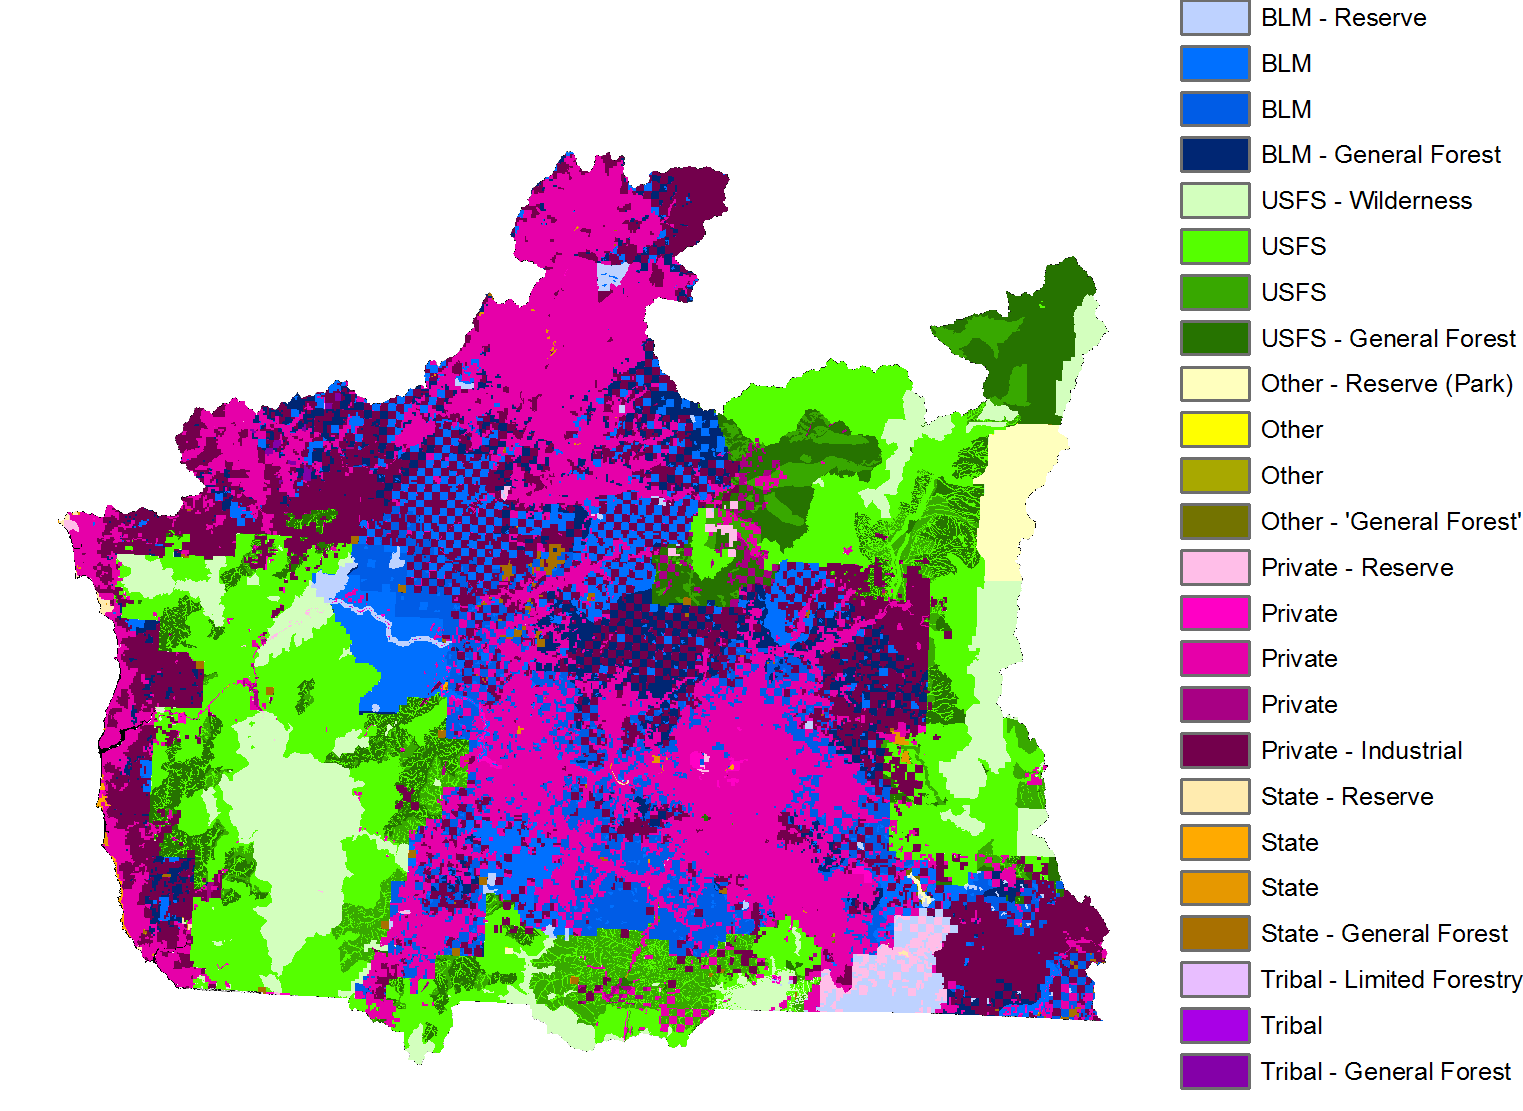 BLM - Reserve
BLM
BLM
BLM - General Forest
USFS - Wilderness
USFS
USFS
USFS - General Forest
Other - Reserve (Park)
Other
Other
Other - 'General Forest'
Private - Reserve
Private
Private
Private
Private - Industrial
State - Reserve
State
State
State - General Forest
Tribal - Limited Forestry
Tribal
Tribal - General Forest